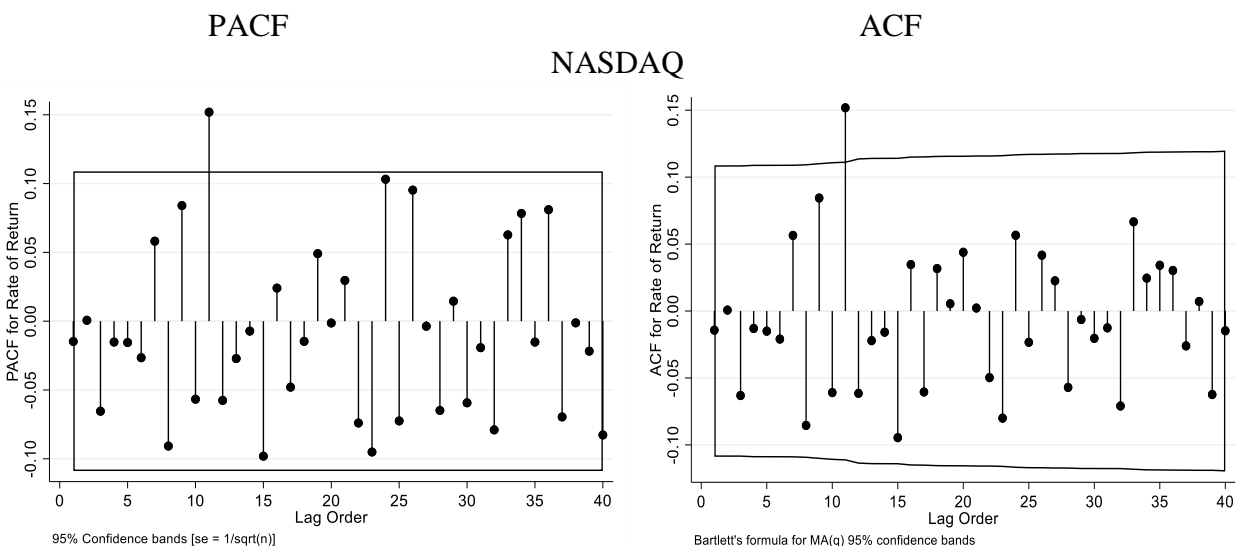 PACF
ACF
NASDAQ
PACF for Rate of Return
0.15
0.10
0.05
0.00
-0.05
-0.10
0 5 10 15 20 25 30 35 40
Lag Order
95% Confidence bands [se = 1/sqrt(n)]
ACF for Rate of Return
0.15
0.10
0.05
0.00
-0.05
-0.10
0 5 10 15 20 25 30 35 40
Lag Order
Bartlett's formula for MA(q) 95% confidence bands